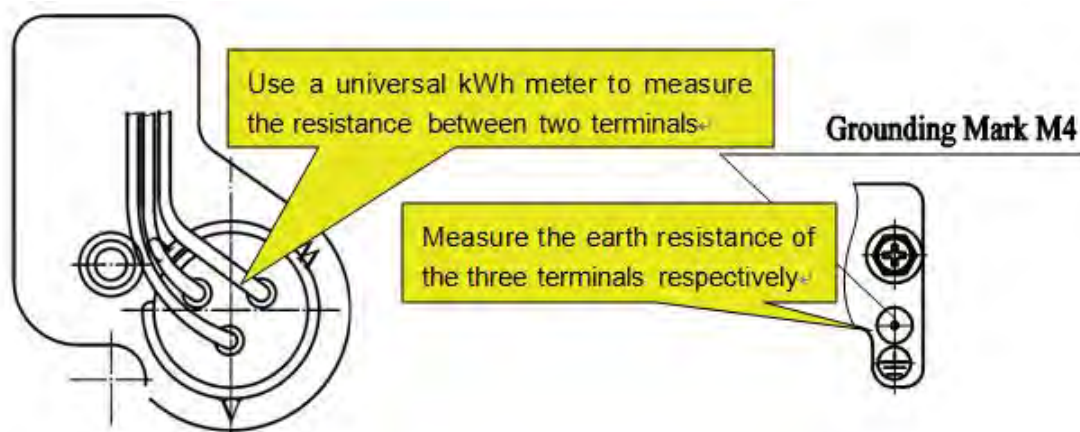 Use a universal kWh meter to measure
the resistance between two terminals↵
Grounding Mark M4
Measure the earth resistance of
the three terminals respectively↵